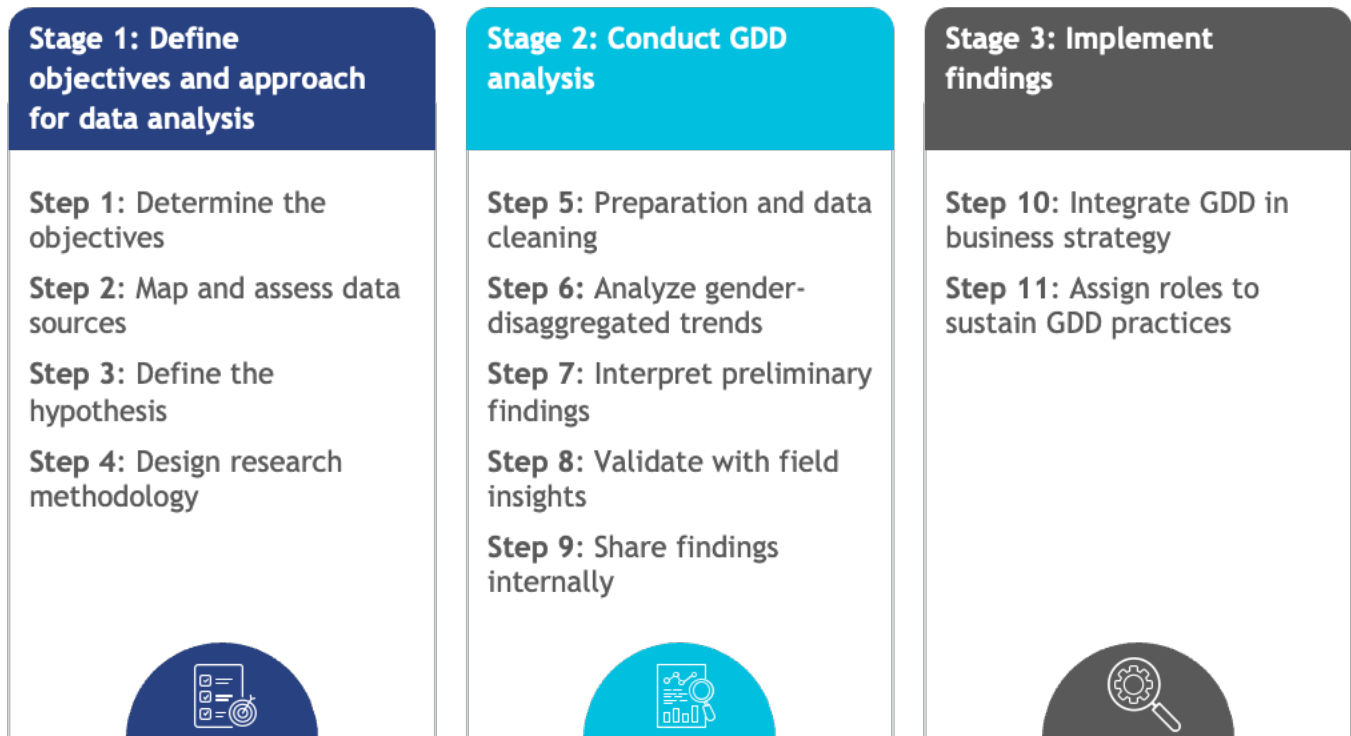 Stage 1: Define
objectives and approach
for data analysis
Step 1: Determine the
objectives
Step 2: Map and assess data
sources
Step 3: Define the
hypothesis
Step 4: Design research
methodology
Stage 2: Conduct GDD
analysis
Step 5: Preparation and data
cleaning
Step 6: Analyze gender-
disaggregated trends
Step 7: Interpret preliminary
findings
Step 8: Validate with field
insights
Step 9: Share findings
internally
Stage 3: Implement
findings
Step 10: Integrate GDD in
business strategy
Step 11: Assign roles to
sustain GDD practices